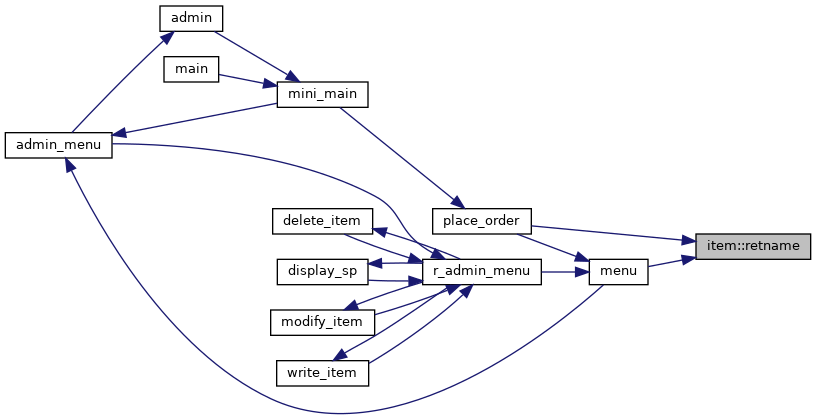 admin
main
mini_main
admin_menu
delete_item
place_order
item::retname
display_sp
r_admin_menu
menu
modify_item
write_item